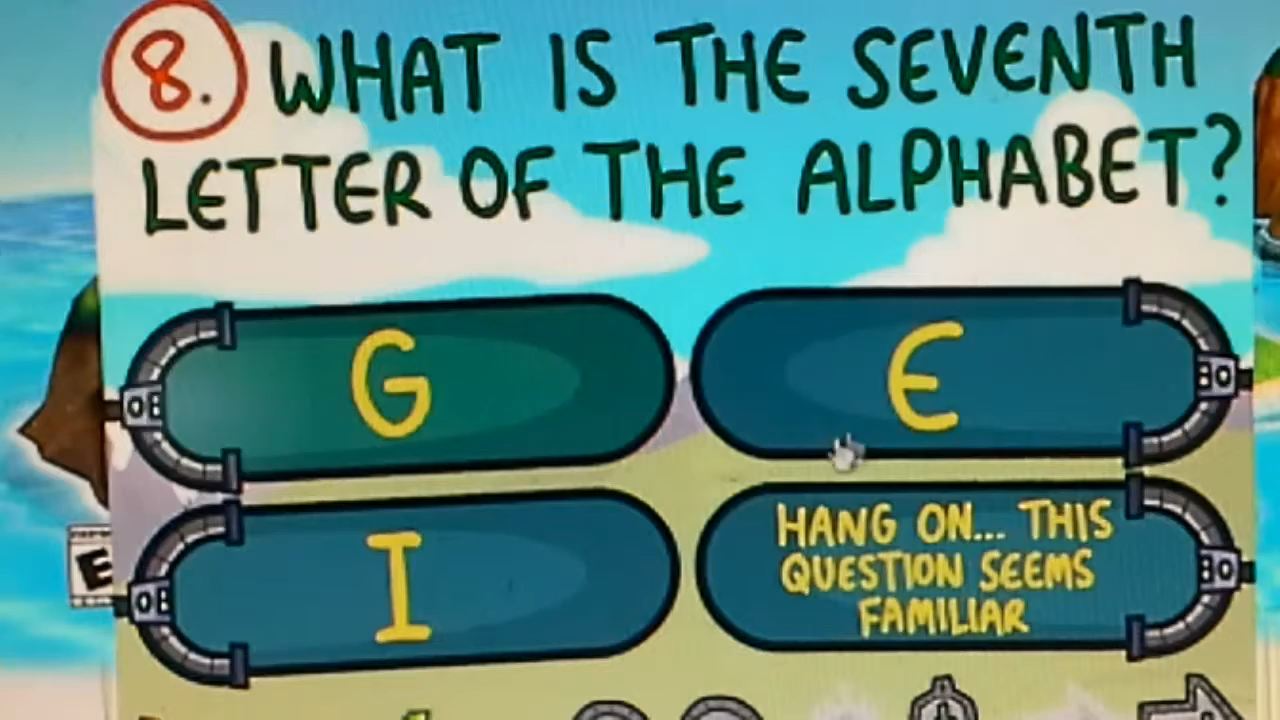 8. WHAT IS THE SEVENTH
LETTER OF THE ALPHABET?
G
E
I
HANG ON... THIS
QUESTION SEEMS
FAMILIAR
E